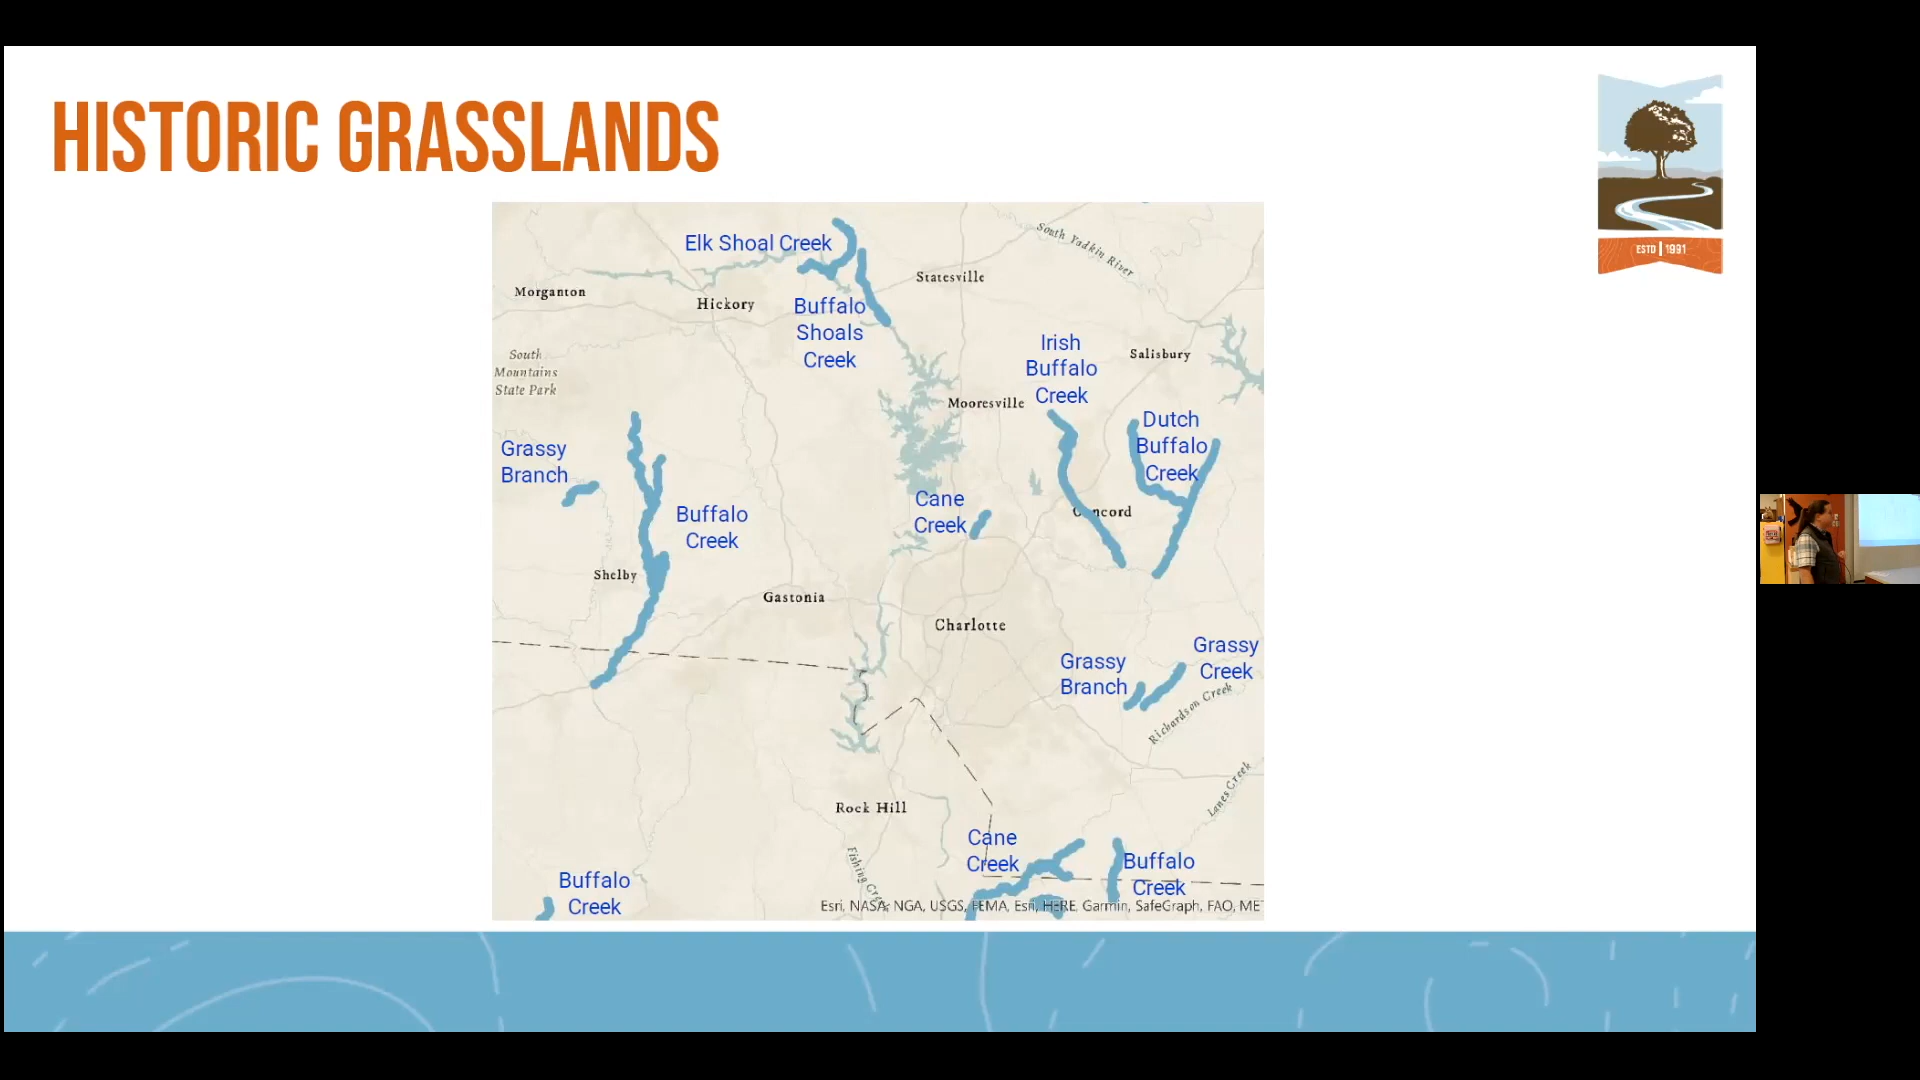 HISTORIC GRASSLANDS
ESTD | 1991
Elk Shoal Creek
South Yadkin River
Statesville
Morganton
Hickory
Buffalo
Shoals
Creek
Irish
Buffalo
Creek
Salisbury
South
Mountains
State Park
Mooresville
Dutch
Buffalo
Creek
Grassy
Branch
Cane
Creek
Concord
Buffalo
Creek
Shelby
Gastonia
Charlotte
Grassy
Branch
Grassy
Creek
Richardson Creek
Lanes Creek
Rock Hill
Fishing Creek
Cane
Creek
Buffalo
Creek
Buffalo
Creek
Esri, NASA, NGA, USGS, FEMA, Esri, HERE, Garmin, SafeGraph, FAO, MET